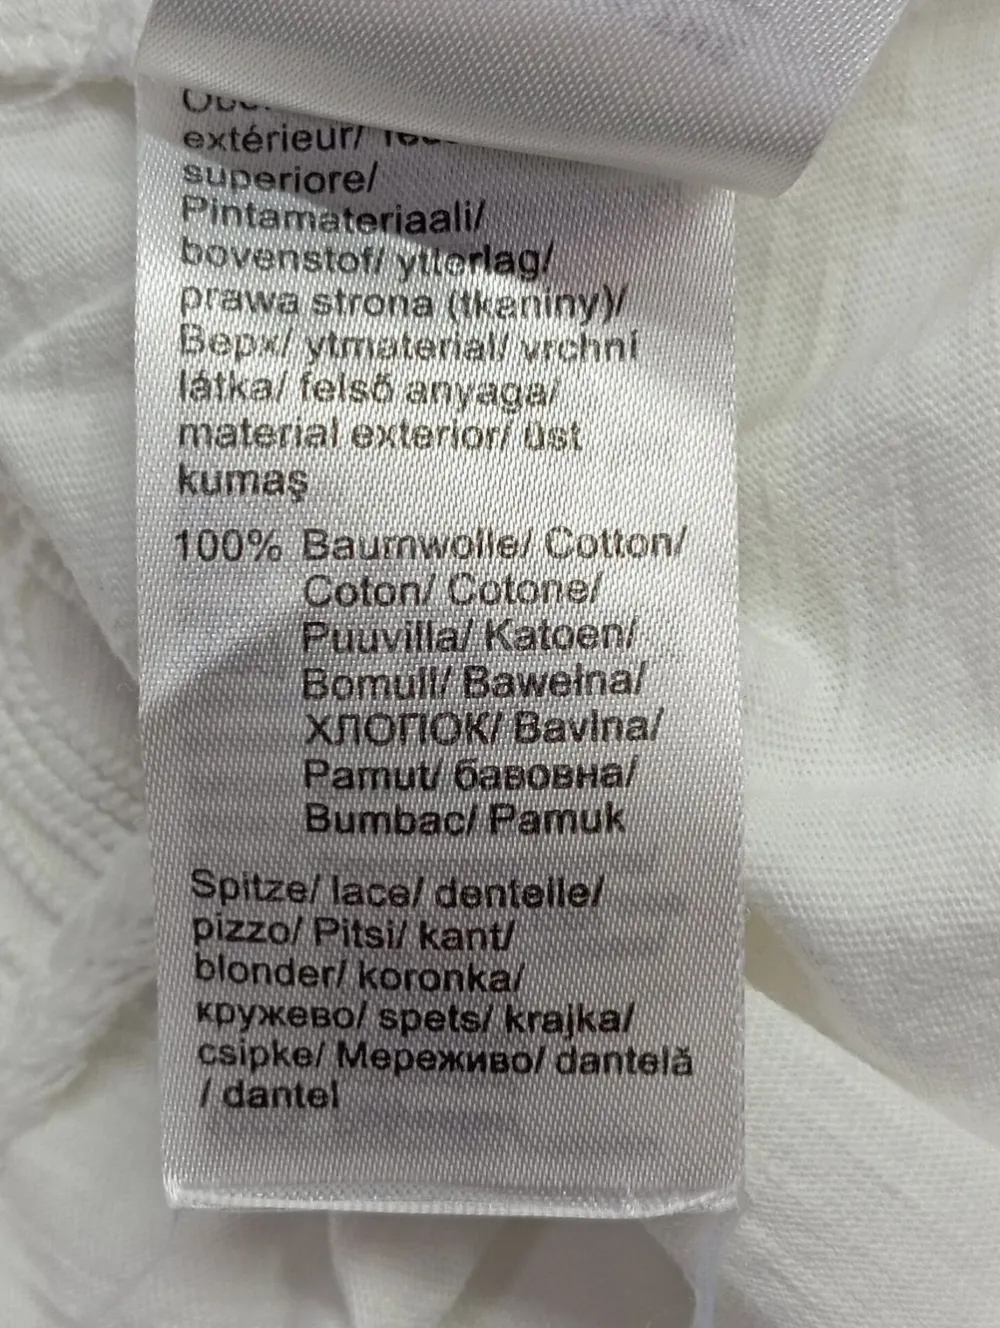 extérieur/
superiore/
Pintamateriaali/
bovenstof/ ytterlag/
prawa strona (tkaniny)/
Верх/ ytmaterial/ vrchní
látka/ felső anyaga/
material exterior/ üst
kumaş
100% Baumwolle/ Cotton/
Coton/ Cotone/
Puuvilla/ Katoen/
Bomull/ Bawełna/
ХЛОПОК/ Bavlna/
Pamut/ бавовна/
Bumbac/ Pamuk
Spitze/ lace/ dentelle/
pizzo/ Pitsi/ kant/
blonder/ koronka/
кружево/ spets/ krajka/
csipke/ Мереживо/ dantelă
/ dantel